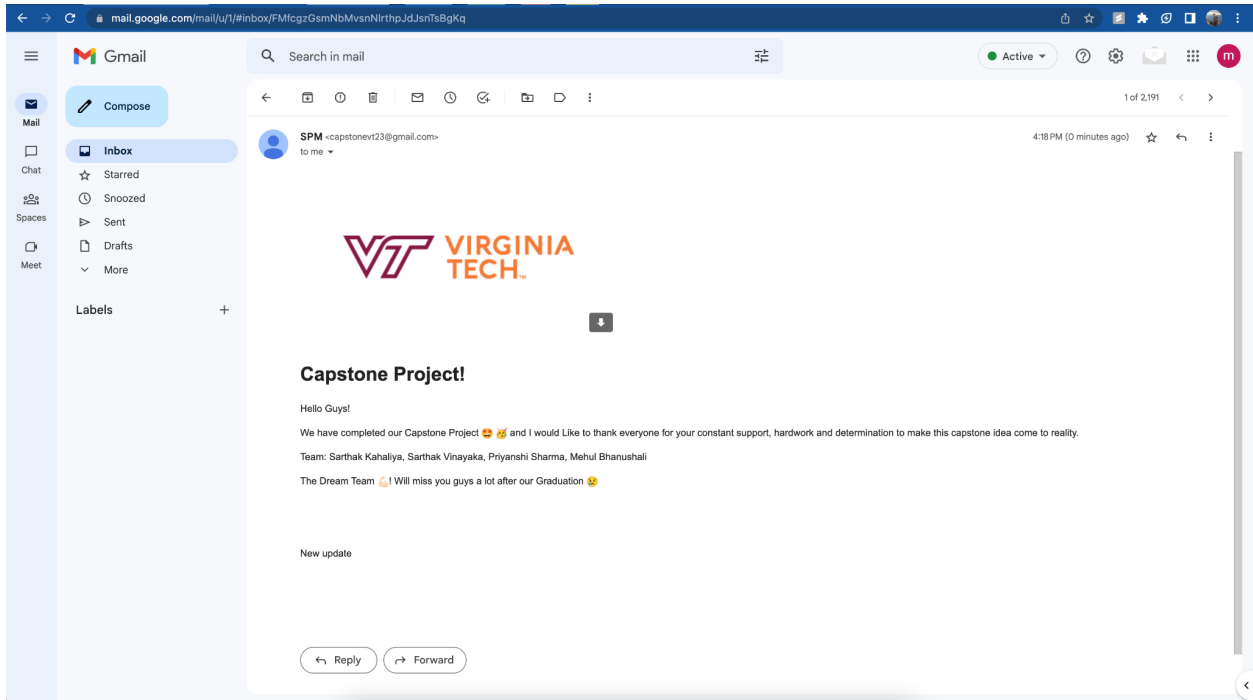 mail.google.com/mail/u/1/#inbox/FMfcgzGsmNbMvsnNlrthpJdJsnTsBgKq
Gmail
Search in mail
Active
m
Mail
Chat
Spaces
Meet
Compose
Inbox
Starred
Snoozed
Sent
Drafts
More
Labels
1 of 2,191
SPM <capstonevt23@gmail.com>
4:18 PM (0 minutes ago)
to me
VT VIRGINIA
TECH™
Capstone Project!
Hello Guys!
We have completed our Capstone Project 🤩 🥳 and I would Like to thank everyone for your constant support, hardwork and determination to make this capstone idea come to reality.
Team: Sarthak Kahaliya, Sarthak Vinayaka, Priyanshi Sharma, Mehul Bhanushali
The Dream Team 💪🏻! Will miss you guys a lot after our Graduation 😢
New update
Reply
Forward